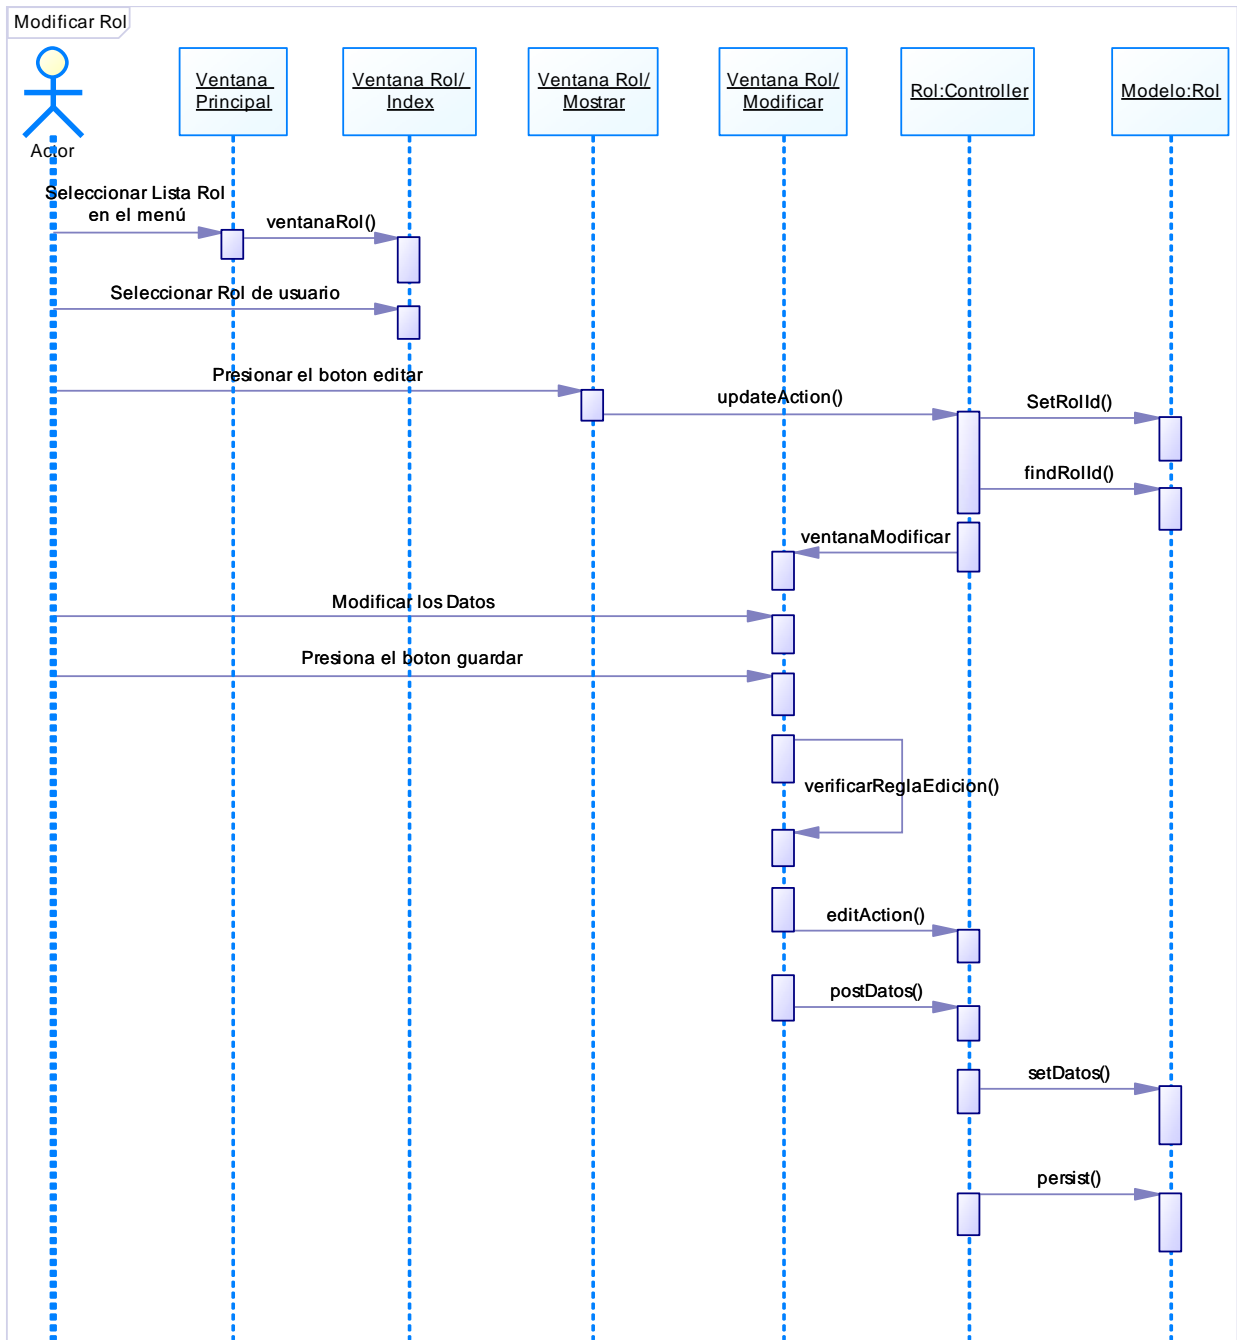 Modificar Rol
Ventana
Principal
Ventana Rol/
Index
Ventana Rol/
Mostrar
Ventana Rol/
Modificar
Rol:Controller
Modelo:Rol
Actor
Seleccionar Lista Rol
en el menú
ventanaRol()
Seleccionar Rol de usuario
Presionar el boton editar
updateAction()
SetRolId()
findRolId()
ventanaModificar
Modificar los Datos
Presiona el boton guardar
verificarReglaEdicion()
editAction()
postDatos()
setDatos()
persist()